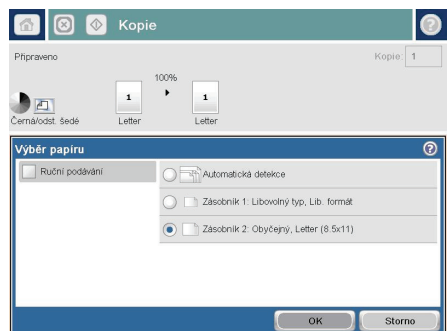 Kopie
Připraveno
Kopie: 1
100%
1
1
Černá/odst. šedé
Letter
Letter
Výběr papíru
Ruční podávání
Automatická detekce
Zásobník 1: Libovolný typ, Lib. formát
Zásobník 2: Obyčejný, Letter (8.5x11)
OK
Storno